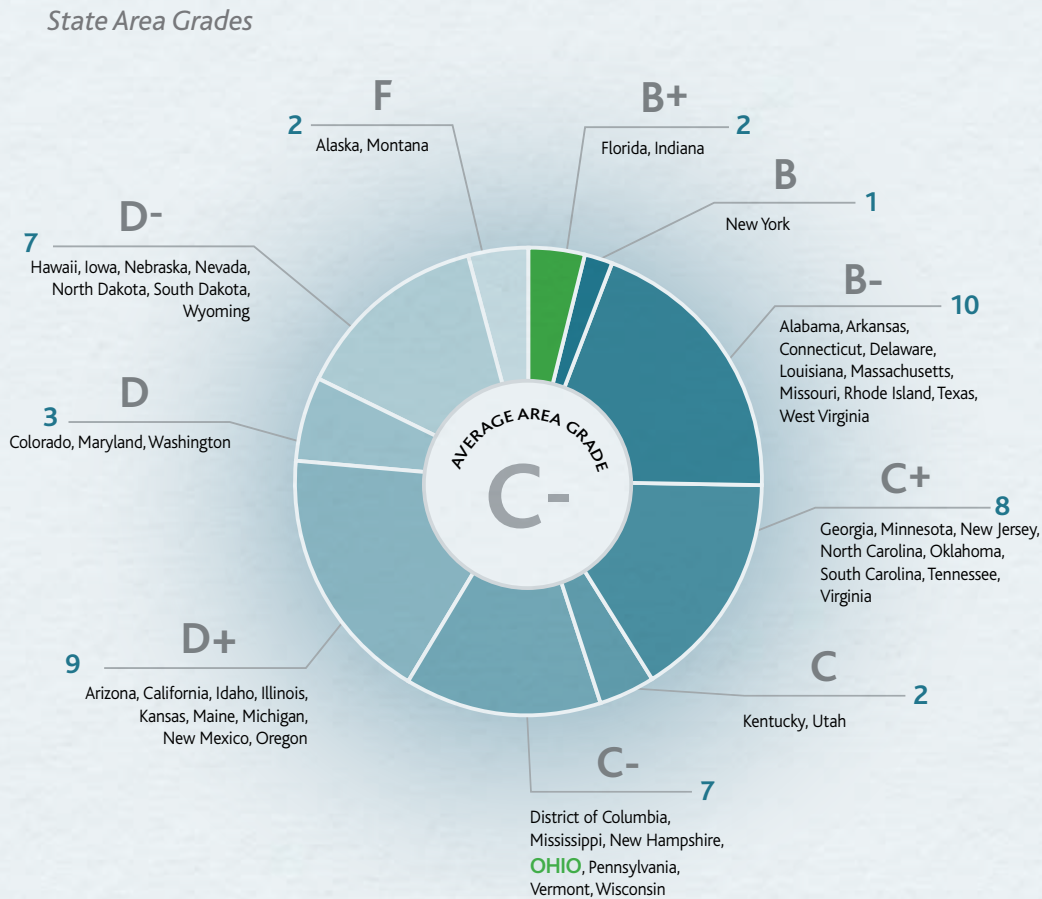 State Area Grades
F
2
Alaska, Montana
B+
2
Florida, Indiana
B
1
New York
B-
10
Alabama, Arkansas,
Connecticut, Delaware,
Louisiana, Massachusetts,
Missouri, Rhode Island, Texas,
West Virginia
C+
8
Georgia, Minnesota, New Jersey,
North Carolina, Oklahoma,
South Carolina, Tennessee,
Virginia
C
2
Kentucky, Utah
C-
7
District of Columbia,
Mississippi, New Hampshire,
OHIO, Pennsylvania,
Vermont, Wisconsin
D+
9
Arizona, California, Idaho, Illinois,
Kansas, Maine, Michigan,
New Mexico, Oregon
D
3
Colorado, Maryland, Washington
D-
7
Hawaii, Iowa, Nebraska, Nevada,
North Dakota, South Dakota,
Wyoming
AVERAGE AREA GRADE
C-